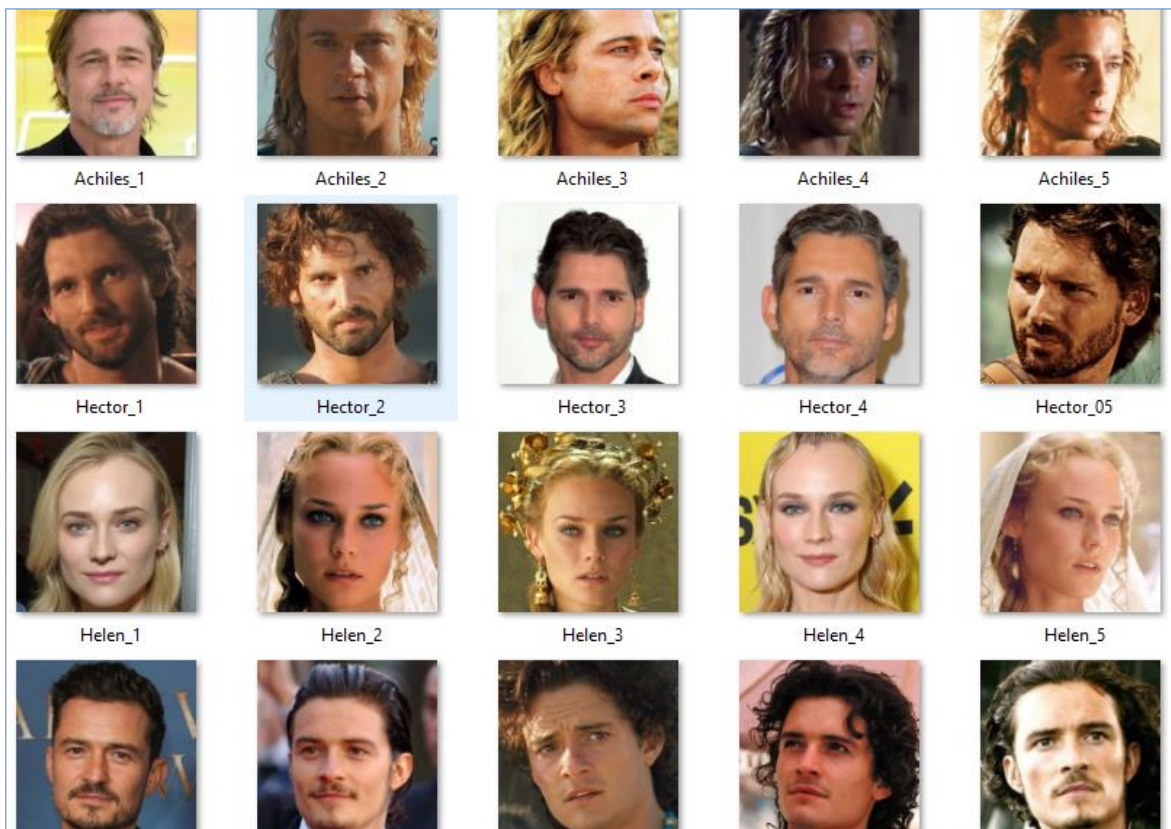 Achiles_1
Achiles_2
Achiles_3
Achiles_4
Achiles_5
Hector_1
Hector_2
Hector_3
Hector_4
Hector_05
Helen_1
Helen_2
Helen_3
Helen_4
Helen_5